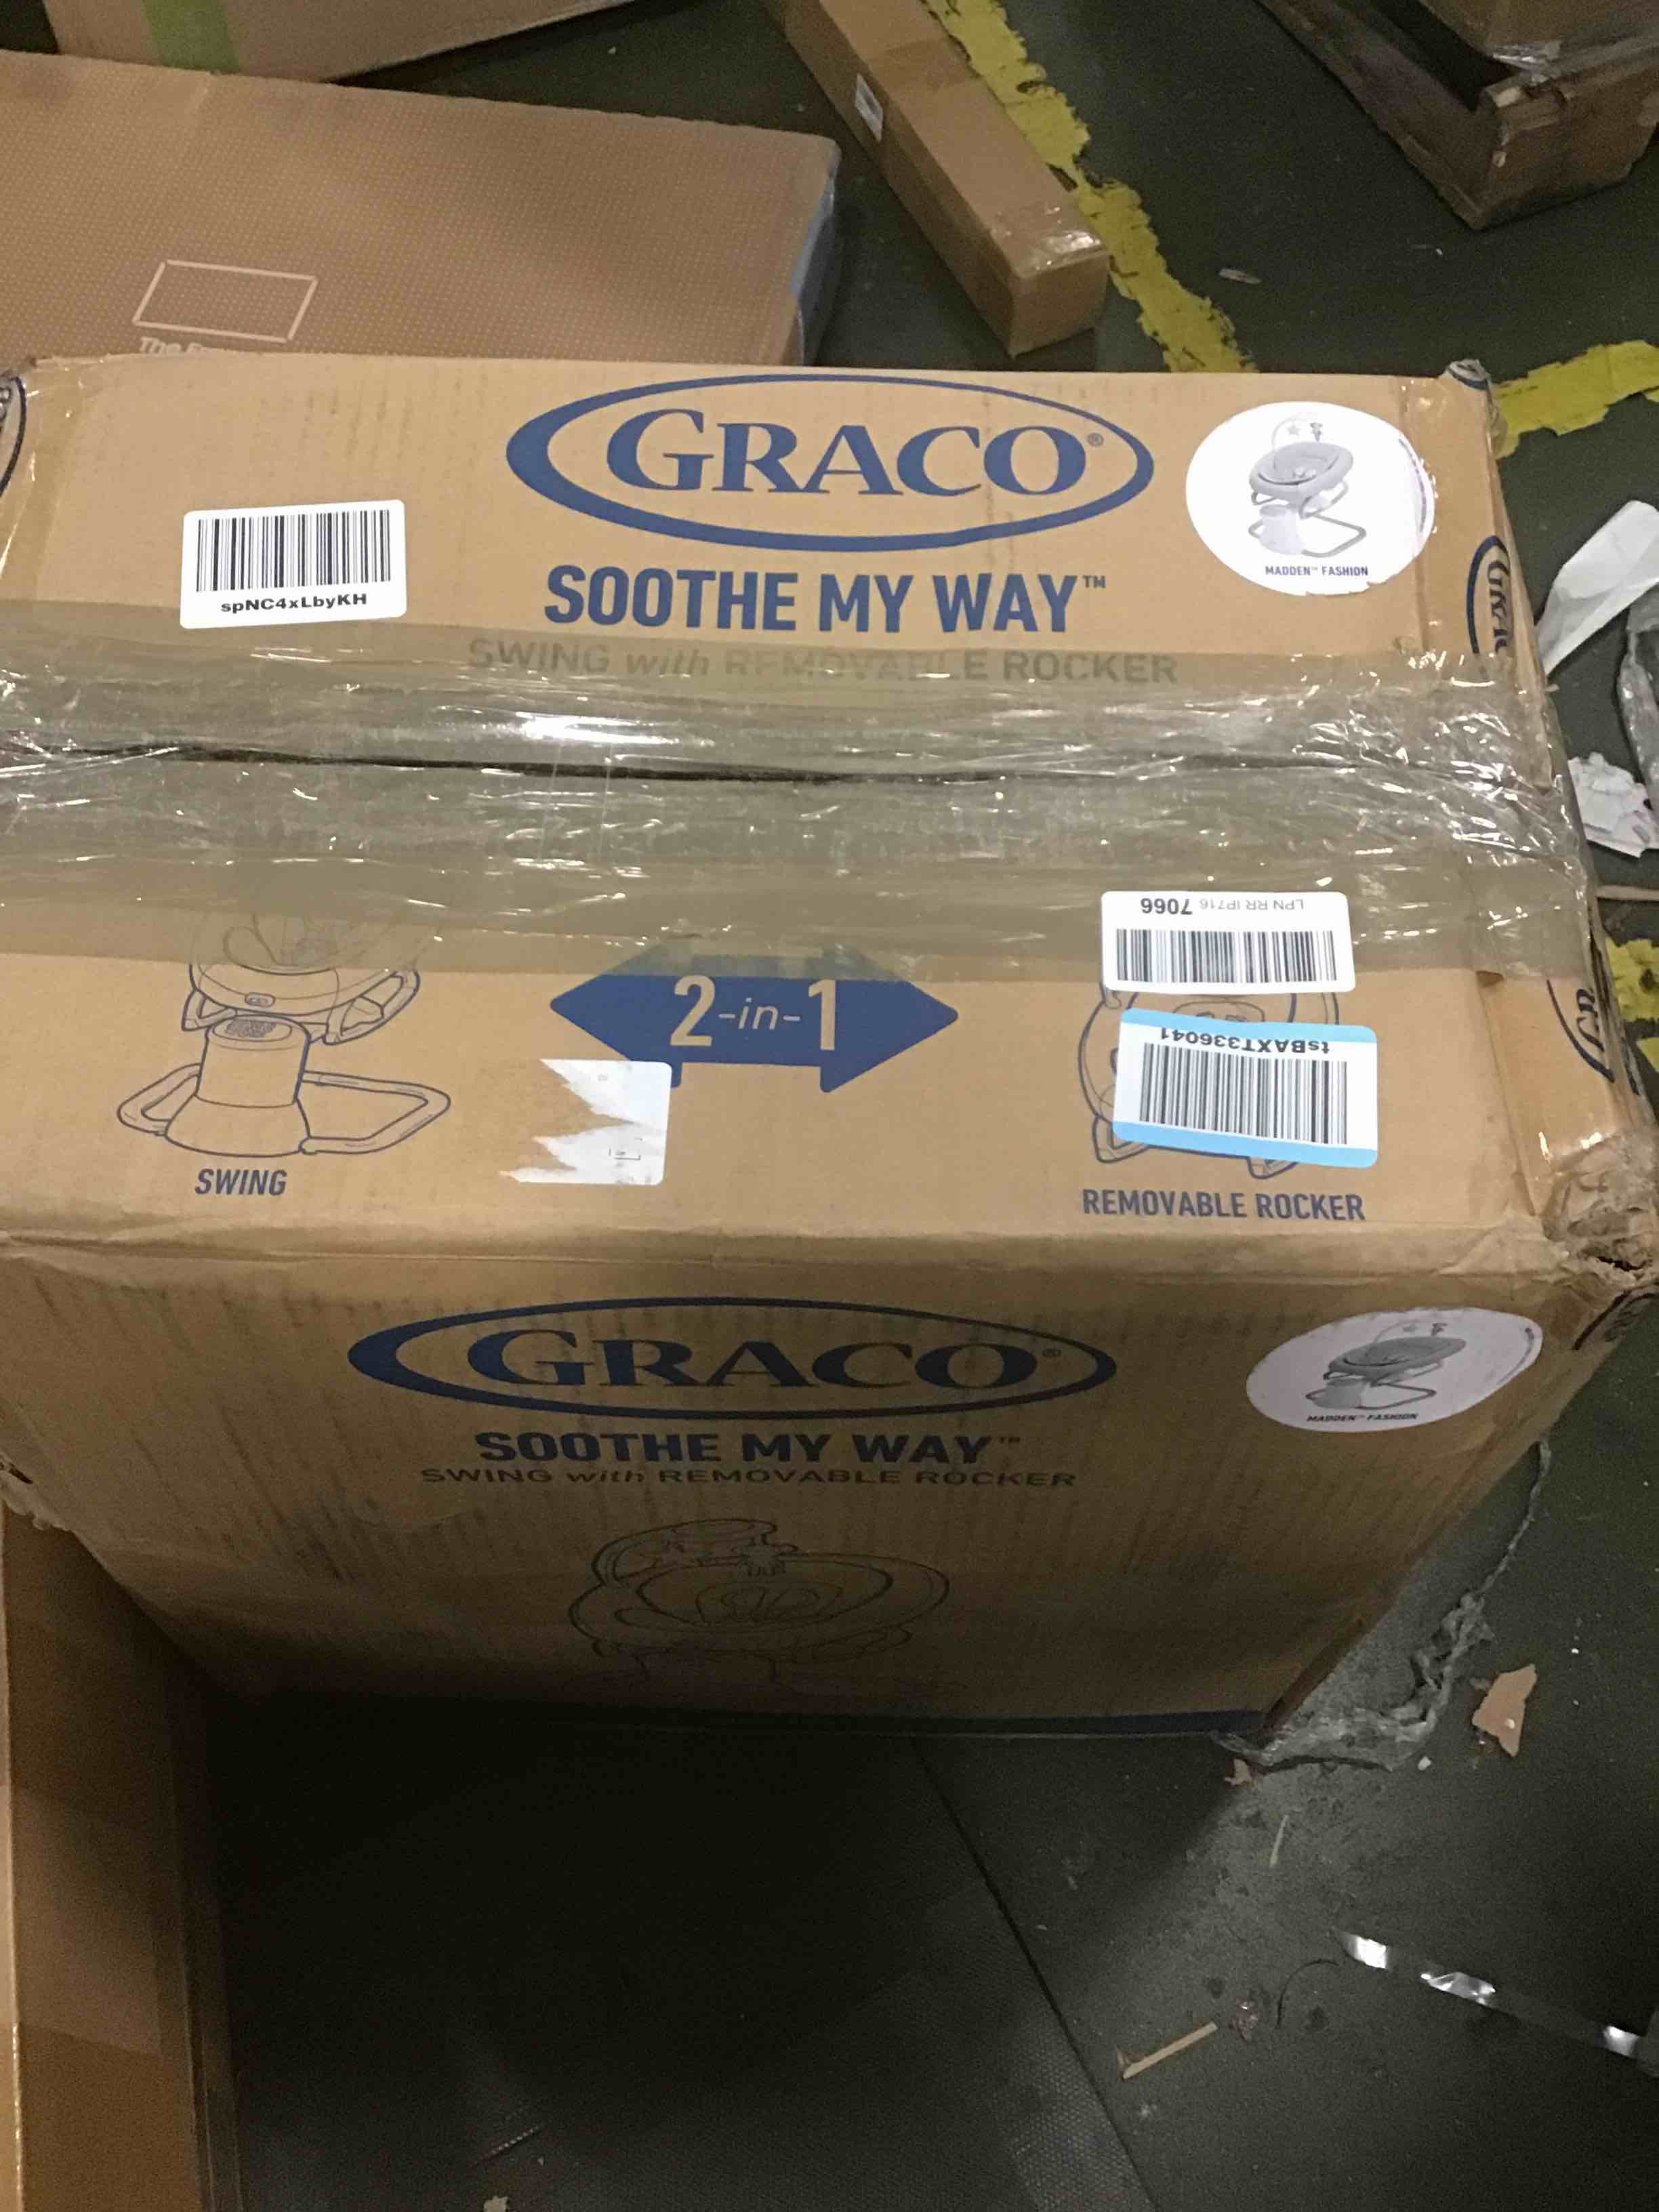 The
GRACO®
MADDEN™ FASHION
spNC4xLbyKH
SOOTHE MY WAY™
SWING with REMOVABLE ROCKER
LPN RR IP716 7066
2-in-1
tsBAXT336041
SWING
REMOVABLE ROCKER
GRACO®
MADDEN™ FASHION
SOOTHE MY WAY™
SWING with REMOVABLE ROCKER